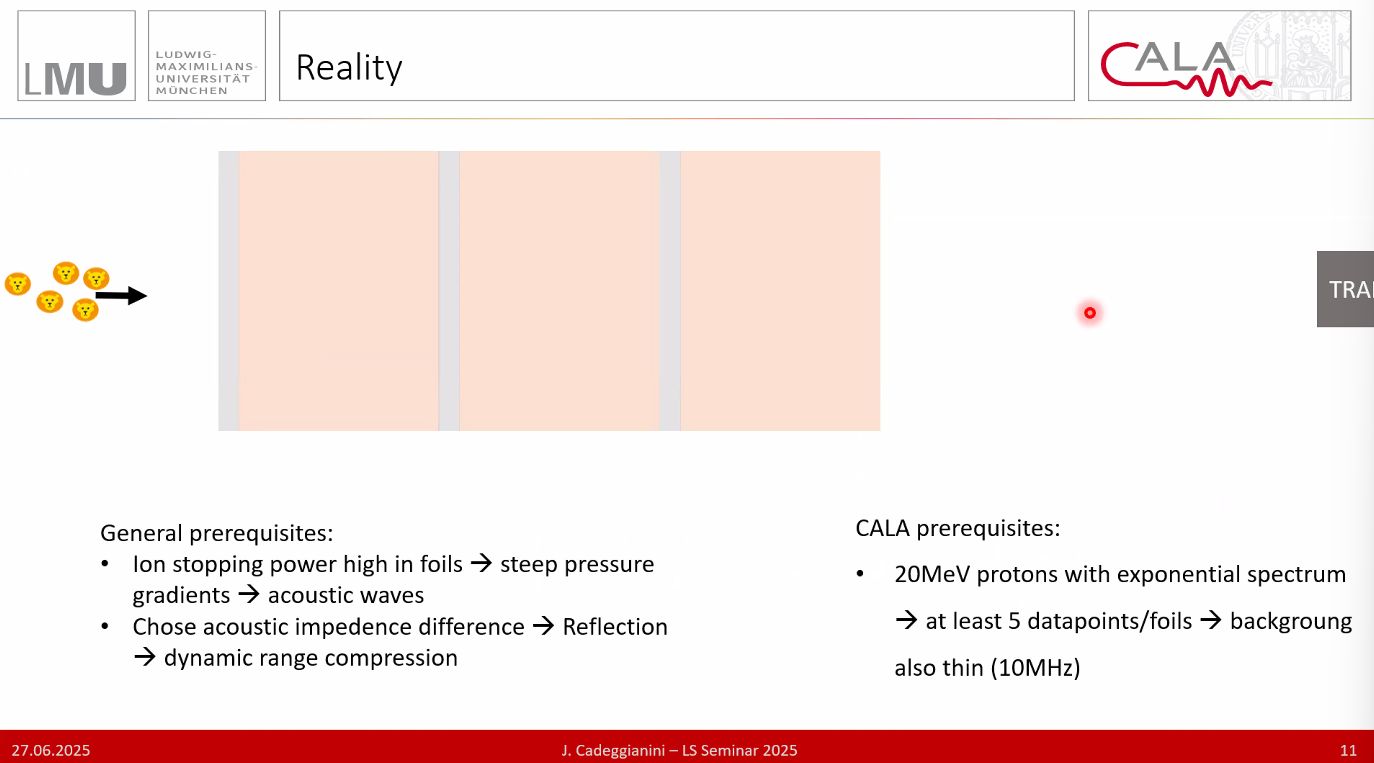 LMU
LUDWIG-
MAXIMILIANS-
UNIVERSITÄT
MÜNCHEN
Reality
CALA
TRA
General prerequisites:
• Ion stopping power high in foils → steep pressure
gradients → acoustic waves
• Chose acoustic impedence difference → Reflection
→ dynamic range compression
CALA prerequisites:
• 20MeV protons with exponential spectrum
→ at least 5 datapoints/foils → backgroung
also thin (10MHz)
27.06.2025
J. Cadeggianini – LS Seminar 2025
11